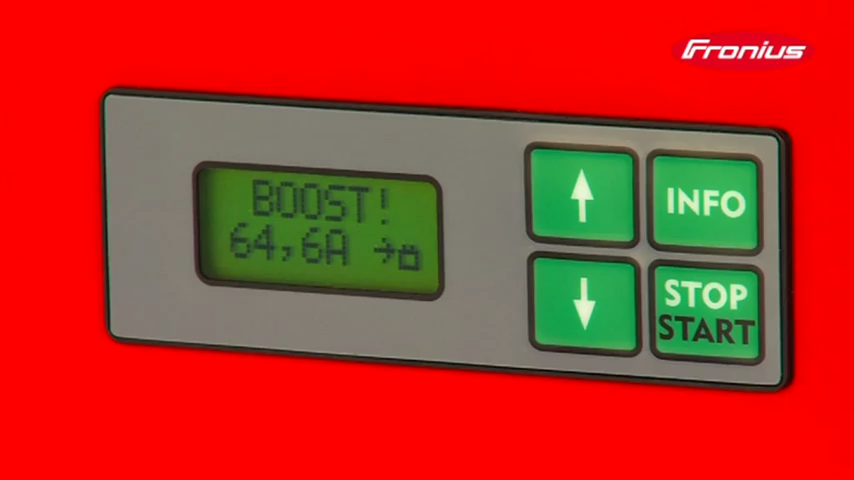 Fronius
BOOST!
64,6A
INFO
STOP
START